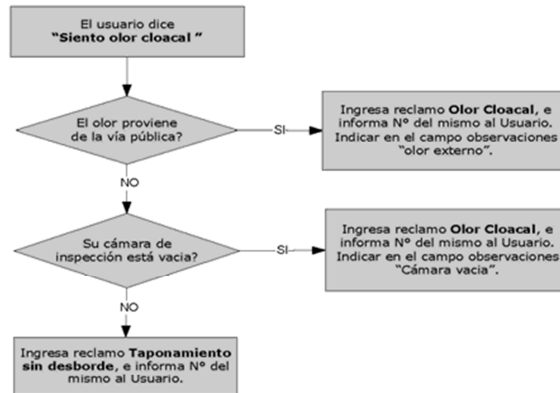 El usuario dice
“Siento olor cloacal ”
El olor proviene
de la vía pública?
SI
Ingresa reclamo Olor Cloacal, e
informa N° del mismo al Usuario.
Indicar en el campo observaciones
“olor externo”.
NO
Su cámara de
inspección está vacia?
SI
Ingresa reclamo Olor Cloacal, e
informa N° del mismo al Usuario.
Indicar en el campo observaciones
“Cámara vacia”.
NO
Ingresa reclamo Taponamiento
sin desborde, e informa N° del
mismo al Usuario.